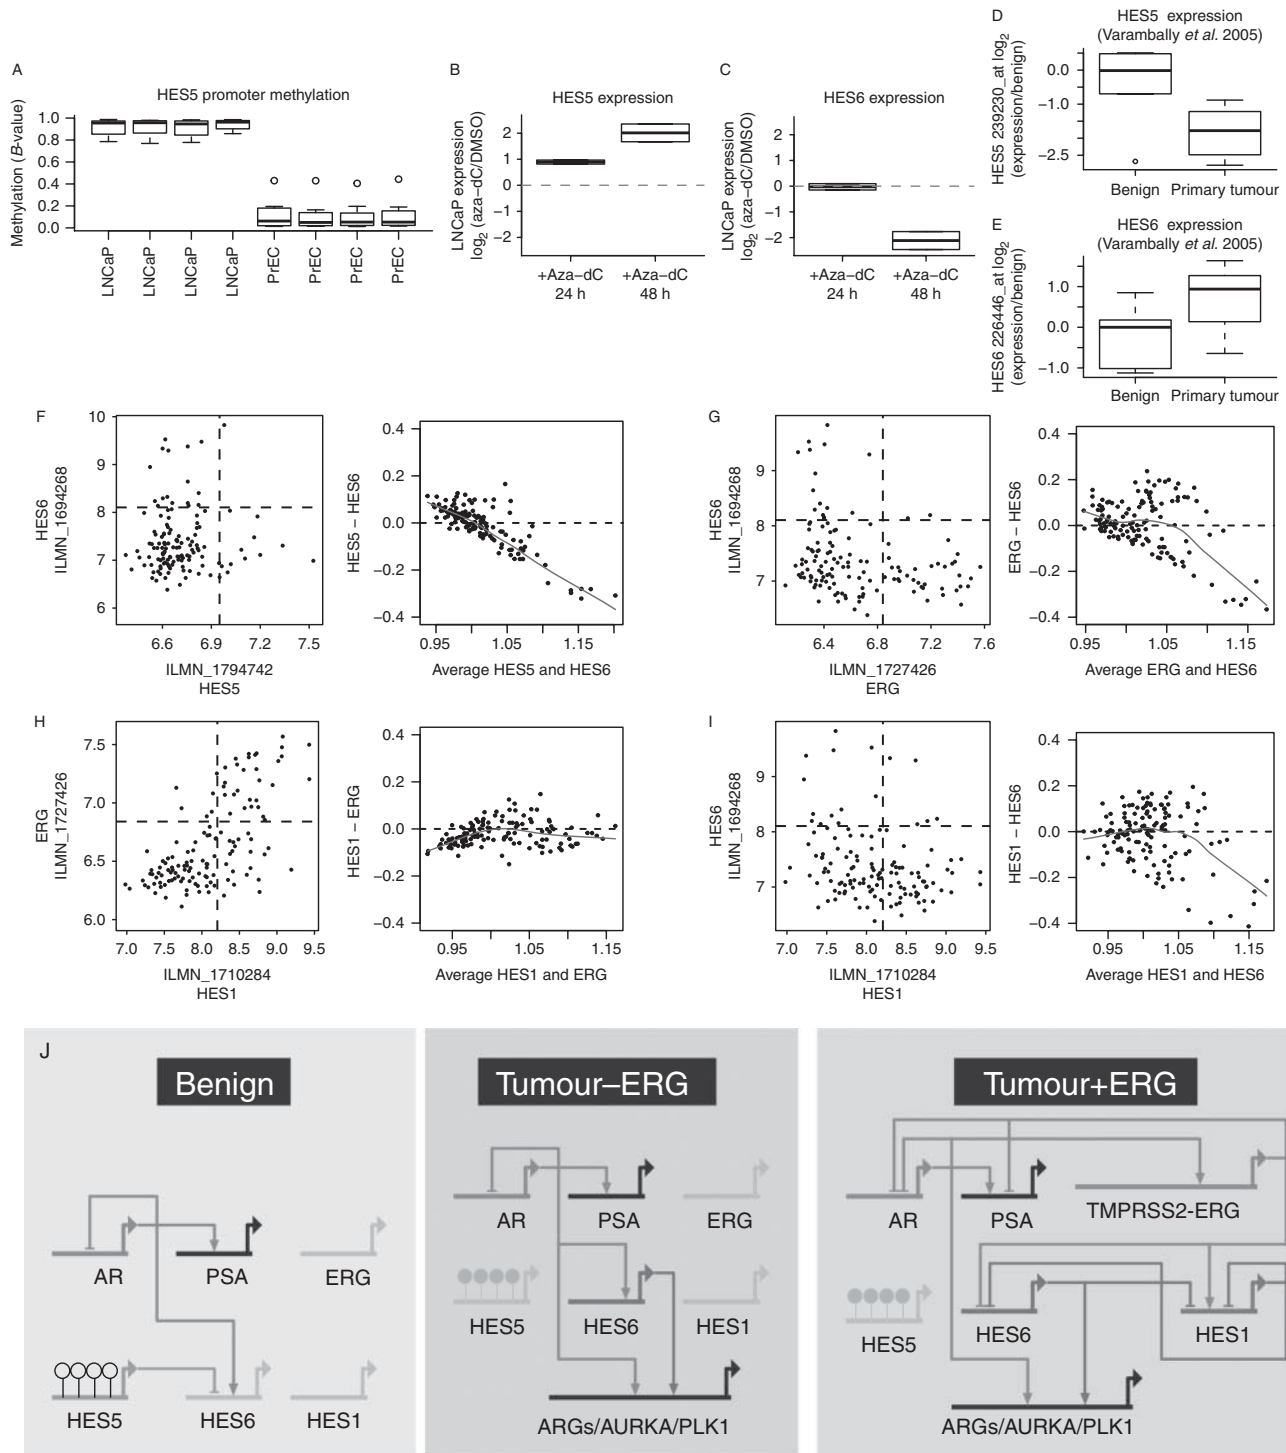 A
HES5 promoter methylation
Methylation (B-value)
1.0
0.8
0.6
0.4
0.2
0.0
LNCaP
LNCaP
LNCaP
LNCaP
PrEC
PrEC
PrEC
PrEC
B
HES5 expression
LNCaP expression
log2 (aza–dC/DMSO)
2
1
0
−1
−2
+Aza–dC
24 h
+Aza–dC
48 h
C
HES6 expression
LNCaP expression
log2 (aza–dC/DMSO)
2
1
0
−1
−2
+Aza–dC
24 h
+Aza–dC
48 h
D
HES5 expression
(Varambally et al. 2005)
HES5 239230_at log2
(expression/benign)
0.0
−1.0
−2.5
Benign
Primary tumour
E
HES6 expression
(Varambally et al. 2005)
HES6 226446_at log2
(expression/benign)
1.0
0.0
−1.0
Benign
Primary tumour
F
HES6
ILMN_1694268
10
9
8
7
6
6.6
6.9
7.2
7.5
ILMN_1794742
HES5
HES5 − HES6
0.4
0.2
0.0
−0.2
−0.4
0.95
1.05
1.15
Average HES5 and HES6
G
HES6
ILMN_1694268
9
8
7
6.4
6.8
7.2
7.6
ILMN_1727426
ERG
ERG − HES6
0.4
0.2
0.0
−0.2
−0.4
0.95
1.05
1.15
Average ERG and HES6
H
ERG
ILMN_1727426
7.5
7.0
6.5
6.0
7.0
7.5
8.0
8.5
9.0
9.5
ILMN_1710284
HES1
HES1 − ERG
0.4
0.2
0.0
−0.2
−0.4
0.95
1.05
1.15
Average HES1 and ERG
I
HES6
ILMN_1694268
9
8
7
7.0
7.5
8.0
8.5
9.0
9.5
ILMN_1710284
HES1
HES1 − HES6
0.4
0.2
0.0
−0.2
−0.4
0.95
1.05
1.15
Average HES1 and HES6
J
Benign
AR
PSA
ERG
HES5
HES6
HES1
Tumour–ERG
AR
PSA
ERG
HES5
HES6
HES1
ARGs/AURKA/PLK1
Tumour+ERG
AR
PSA
TMPRSS2-ERG
HES5
HES6
HES1
ARGs/AURKA/PLK1